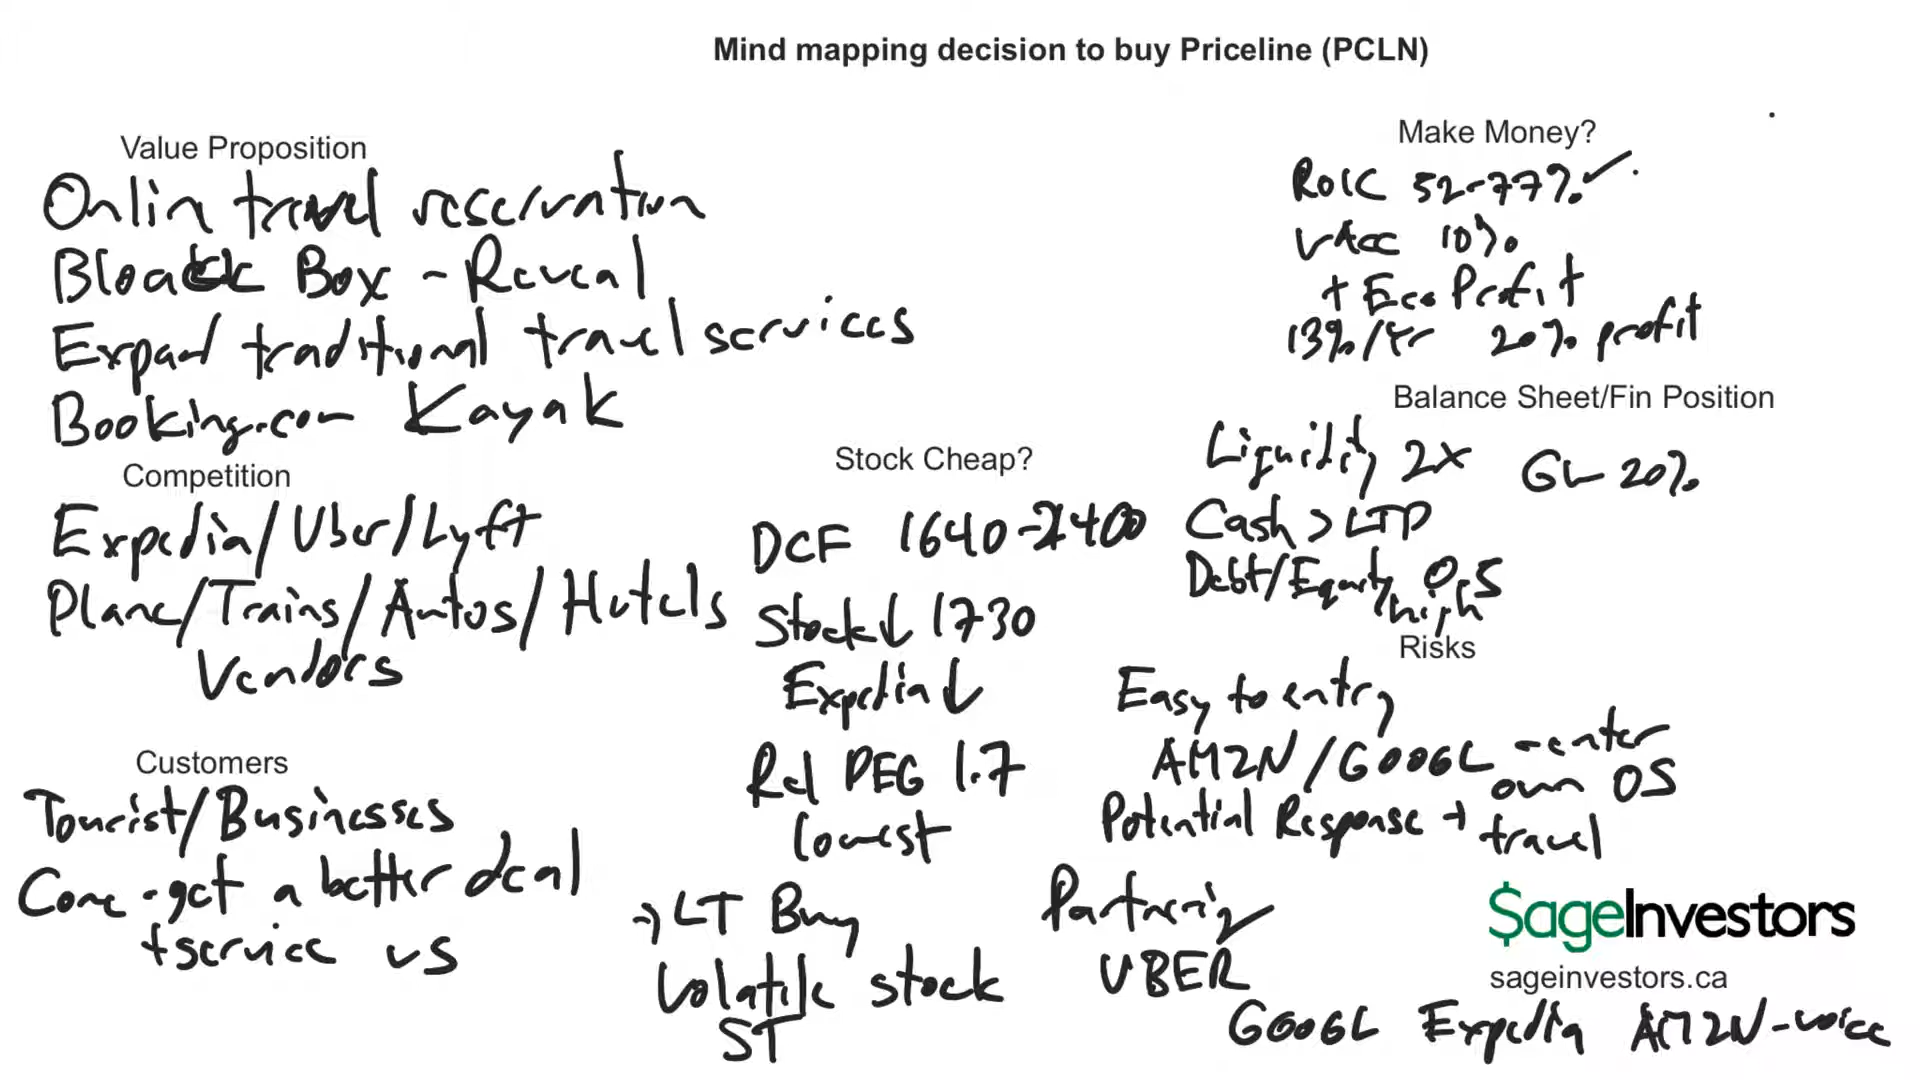 Mind mapping decision to buy Priceline (PCLN)
Value Proposition
Onlin travel reservation
Bloack Box - Reveal
Expand traditional travel services
Booking.com Kayak
Competition
Expedia/Uber/Lyft
Plane/Trains/Autos/Hotels
Vendors
Customers
Tourist/Businesses
Core - get a better deal
+ service vs
Stock Cheap?
DCF 1640-2400
Stock ↓ 1730
Expedia ↓
Rel PEG 1.7
lowest
→ LT Buy
Volatile stock
ST
Make Money?
ROIC 52-77% ✓
WACC 10%
+ Eco Profit
13%/Yr 20% profit
Balance Sheet/Fin Position
Liquidity 2x GW 20%
Cash > LTD
Debt/Equity 0.5
high
Risks
Easy to entry
AMZN/GOOGL - enter
own OS
Potential Response + travel
Partnering
UBER
GOOGL Expedia AMZN-voice
$ageInvestors
sageinvestors.ca